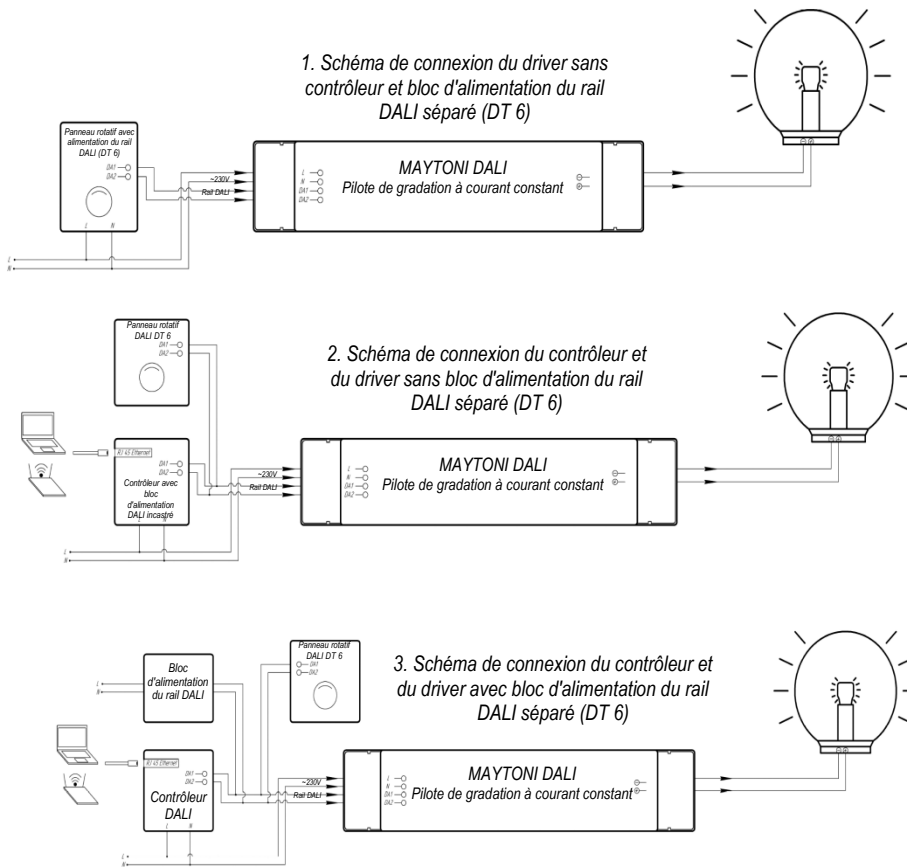 1. Schéma de connexion du driver sans
contrôleur et bloc d'alimentation du rail
DALI séparé (DT 6)
Panneau rotatif avec
alimentation du rail
DALI (DT 6)
DA1
DA2
L N
~230V
Rail DALI
L
N
DA1
DA2
MAYTONI DALI
Pilote de gradation à courant constant
L
N
2. Schéma de connexion du contrôleur et
du driver sans bloc d'alimentation du rail
DALI séparé (DT 6)
Panneau rotatif
DALI DT 6
DA1
DA2
RJ 45 Ethernet
DA1
DA2
Contrôleur avec
bloc
d'alimentation
DALI incastré
L N
~230V
Rail DALI
L
N
DA1
DA2
MAYTONI DALI
Pilote de gradation à courant constant
L
N
3. Schéma de connexion du contrôleur et
du driver avec bloc d'alimentation du rail
DALI séparé (DT 6)
Bloc
d'alimentation
du rail DALI
L
N
Panneau rotatif
DALI DT 6
DA1
DA2
RJ 45 Ethernet
DA1
DA2
Contrôleur
DALI
L N
~230V
Rail DALI
L
N
DA1
DA2
MAYTONI DALI
Pilote de gradation à courant constant
L
N